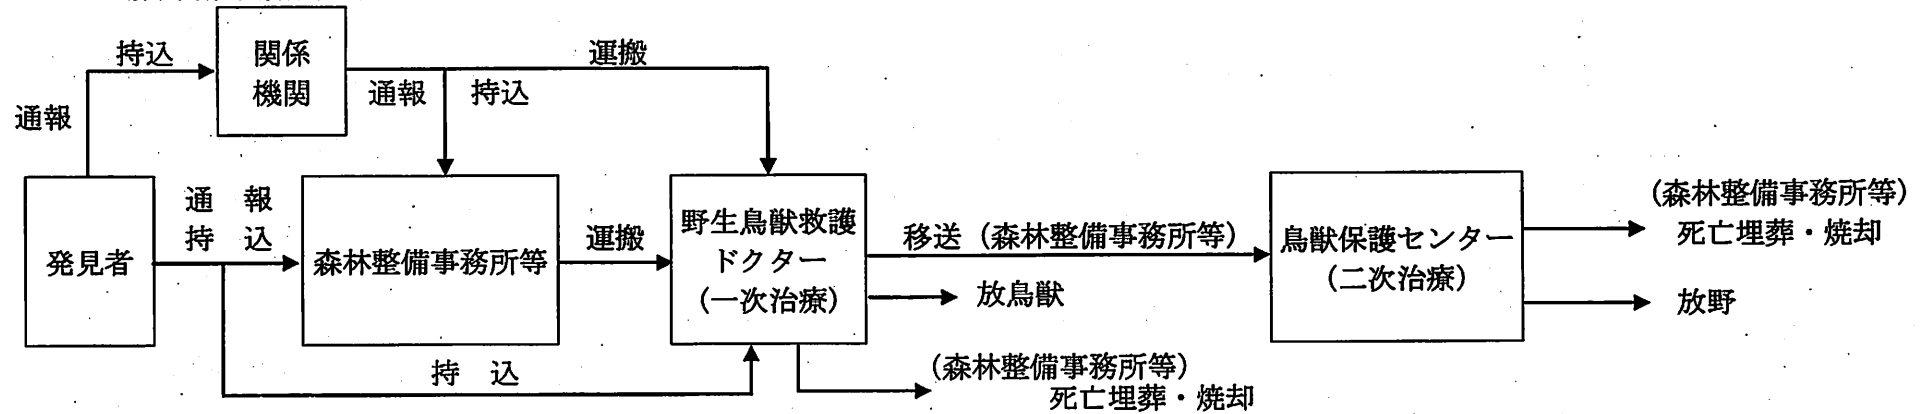 持込
関係
機関
運搬
通報
持込
通報
発見者
通 報
持 込
森林整備事務所等
運搬
野生鳥獣救護
ドクター
(一次治療)
移送(森林整備事務所等)
放鳥獣
鳥獣保護センター
(二次治療)
(森林整備事務所等)
死亡埋葬・焼却
放野
持 込
(森林整備事務所等)
死亡埋葬・焼却